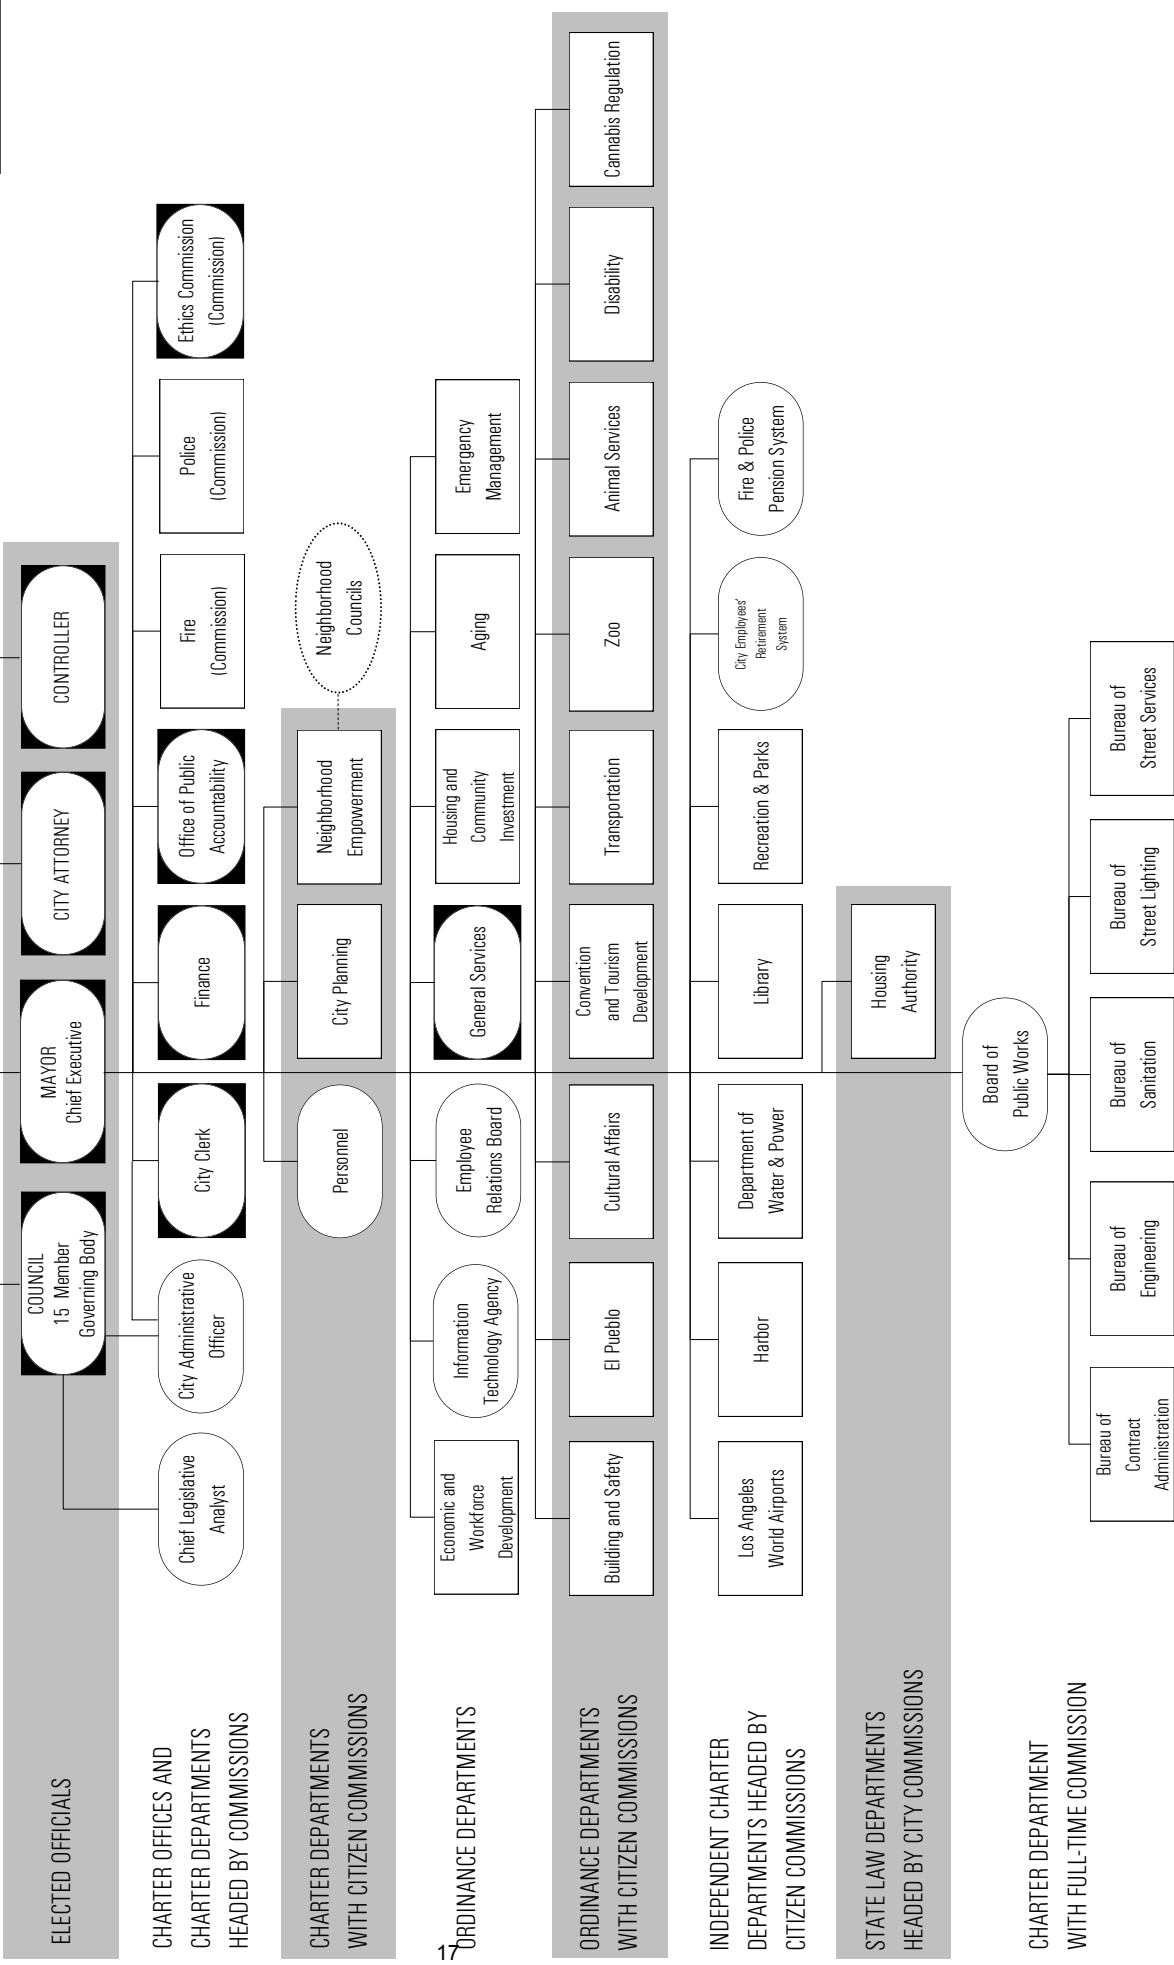 ELECTED OFFICIALS
COUNCIL
15 Member
Governing Body
MAYOR
Chief Executive
CITY ATTORNEY
CONTROLLER
CHARTER OFFICES AND
CHARTER DEPARTMENTS
HEADED BY COMMISSIONS
Chief Legislative
Analyst
City Administrative
Officer
City Clerk
Finance
Office of Public
Accountability
Fire
(Commission)
Police
(Commission)
Ethics Commission
(Commission)
CHARTER DEPARTMENTS
WITH CITIZEN COMMISSIONS
Personnel
City Planning
Neighborhood
Empowerment
Neighborhood
Councils
ORDINANCE DEPARTMENTS
Economic and
Workforce
Development
Information
Technology Agency
Employee
Relations Board
General Services
Housing and
Community
Investment
Aging
Emergency
Management
ORDINANCE DEPARTMENTS
WITH CITIZEN COMMISSIONS
Building and Safety
El Pueblo
Cultural Affairs
Convention
and Tourism
Development
Transportation
Zoo
Animal Services
Disability
Cannabis Regulation
INDEPENDENT CHARTER
DEPARTMENTS HEADED BY
CITIZEN COMMISSIONS
Los Angeles
World Airports
Harbor
Department of
Water & Power
Library
Recreation & Parks
City Employees'
Retirement
System
Fire & Police
Pension System
STATE LAW DEPARTMENTS
HEADED BY CITY COMMISSIONS
Housing
Authority
CHARTER DEPARTMENT
WITH FULL-TIME COMMISSION
Board of
Public Works
Bureau of
Contract
Administration
Bureau of
Engineering
Bureau of
Sanitation
Bureau of
Street Lighting
Bureau of
Street Services
17